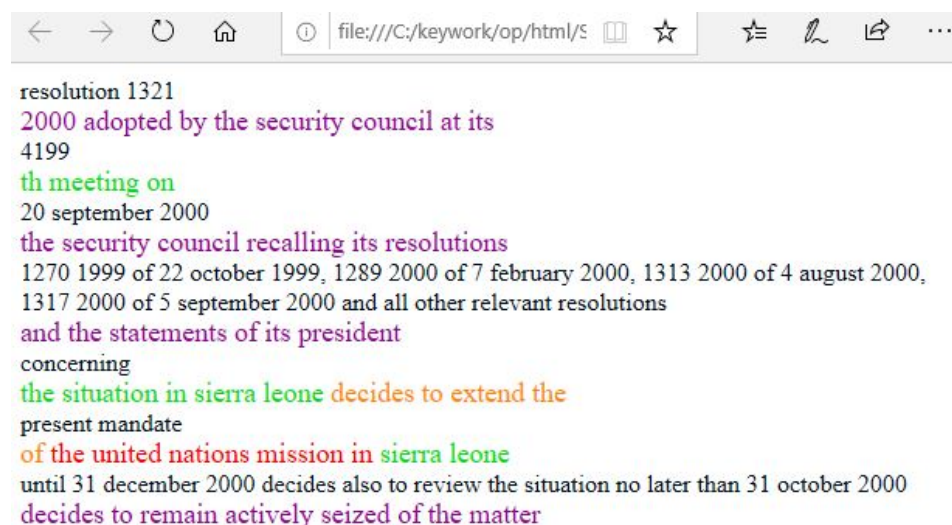 file:///C:/keywork/op/html/S
resolution 1321
2000 adopted by the security council at its
4199
th meeting on
20 september 2000
the security council recalling its resolutions
1270 1999 of 22 october 1999, 1289 2000 of 7 february 2000, 1313 2000 of 4 august 2000,
1317 2000 of 5 september 2000 and all other relevant resolutions
and the statements of its president
concerning
the situation in sierra leone decides to extend the
present mandate
of the united nations mission in sierra leone
until 31 december 2000 decides also to review the situation no later than 31 october 2000
decides to remain actively seized of the matter